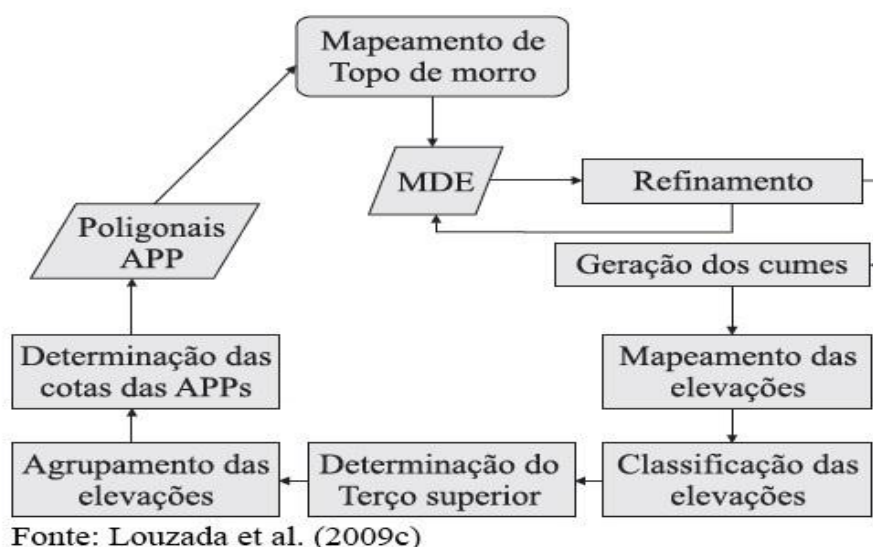 Mapeamento de
Topo de morro
MDE
Refinamento
Poligonais
APP
Geração dos cumes
Determinação das
cotas das APPs
Mapeamento das
elevações
Agrupamento das
elevações
Determinação do
Terço superior
Classificação das
elevações
Fonte: Louzada et al. (2009c)